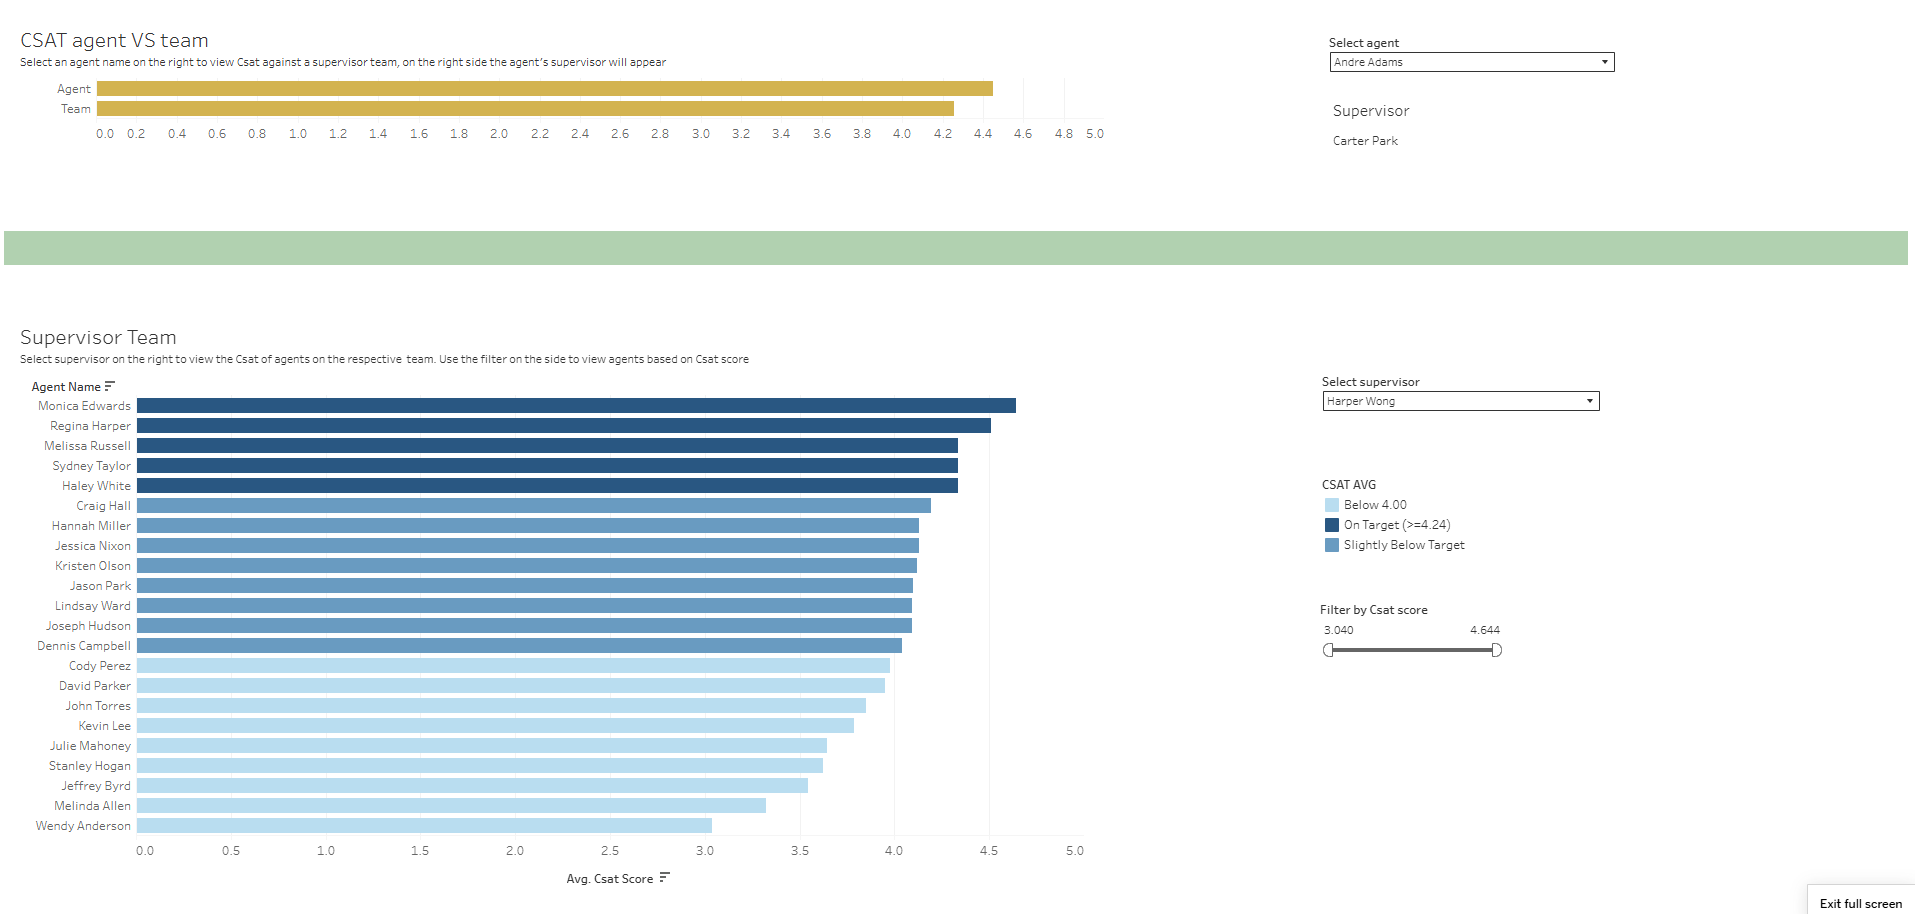 CSAT agent VS team
Select an agent name on the right to view Csat against a supervisor team, on the right side the agent's supervisor will appear
Agent
Team
0.0 0.2 0.4 0.6 0.8 1.0 1.2 1.4 1.6 1.8 2.0 2.2 2.4 2.6 2.8 3.0 3.2 3.4 3.6 3.8 4.0 4.2 4.4 4.6 4.8 5.0
Select agent
Andre Adams
Supervisor
Carter Park
Supervisor Team
Select supervisor on the right to view the Csat of agents on the respective team. Use the filter on the side to view agents based on Csat score
Agent Name
Monica Edwards
Regina Harper
Melissa Russell
Sydney Taylor
Haley White
Craig Hall
Hannah Miller
Jessica Nixon
Kristen Olson
Jason Park
Lindsay Ward
Joseph Hudson
Dennis Campbell
Cody Perez
David Parker
John Torres
Kevin Lee
Julie Mahoney
Stanley Hogan
Jeffrey Byrd
Melinda Allen
Wendy Anderson
0.0 0.5 1.0 1.5 2.0 2.5 3.0 3.5 4.0 4.5 5.0
Avg. Csat Score
Select supervisor
Harper Wong
CSAT AVG
Below 4.00
On Target (>=4.24)
Slightly Below Target
Filter by Csat score
3.040 4.644
Exit full screen